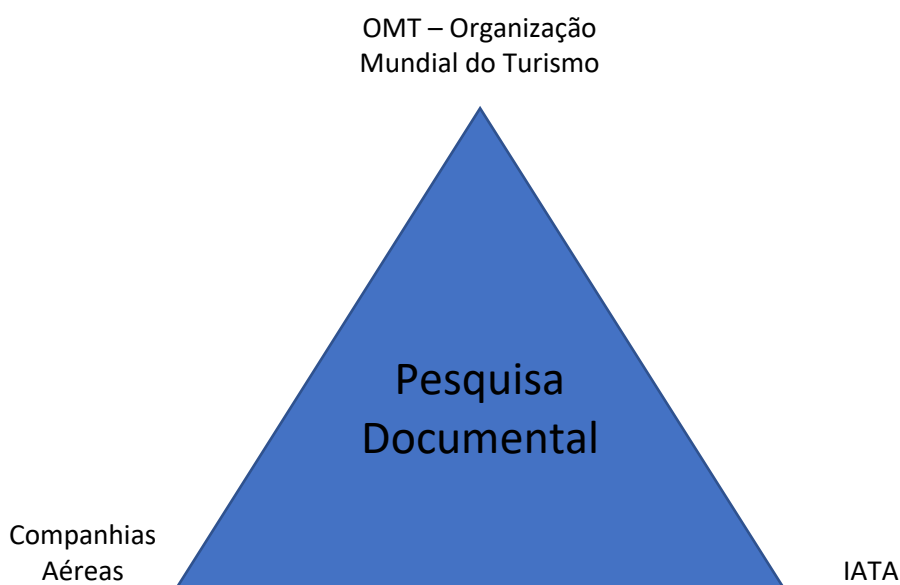 OMT – Organização
Mundial do Turismo
Pesquisa
Documental
Companhias
Aéreas
IATA